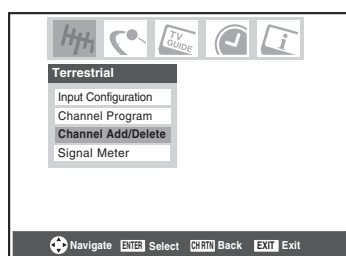 TV
GUIDE
i
Terrestrial
Input Configuration
Channel Program
Channel Add/Delete
Signal Meter
Navigate ENTER Select CH RTN Back EXIT Exit